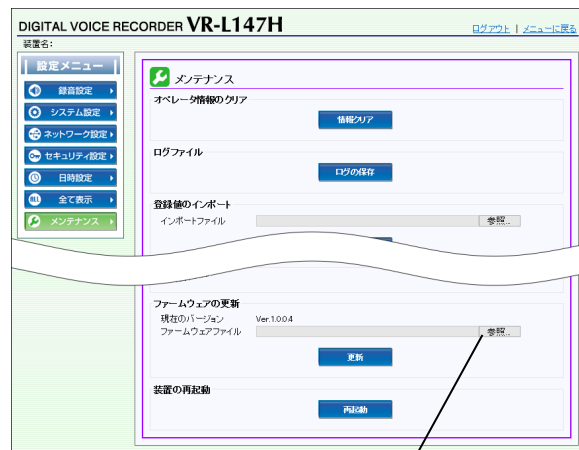 DIGITAL VOICE RECORDER VR-L147H
ログアウト | メニューに戻る
装置名:
設定メニュー
録音設定
システム設定
ネットワーク設定
セキュリティ設定
日時設定
ALL 全て表示
メンテナンス
メンテナンス
オペレータ情報のクリア
情報クリア
ログファイル
ログの保存
登録値のインポート
インポートファイル 参照...
ファームウェアの更新
現在のバージョン Ver.1.0.0.4
ファームウェアファイル 参照...
更新
装置の再起動
再起動